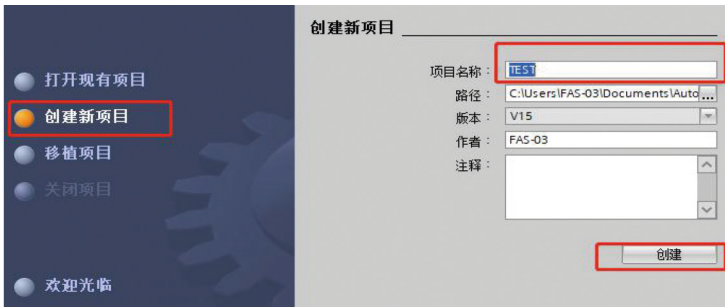 创建新项目
打开现有项目
创建新项目
移植项目
关闭项目
欢迎光临
项目名称： TEST
路径： C:\Users\FAS-03\Documents\Auto ...
版本： V15
作者： FAS-03
注释：
创建